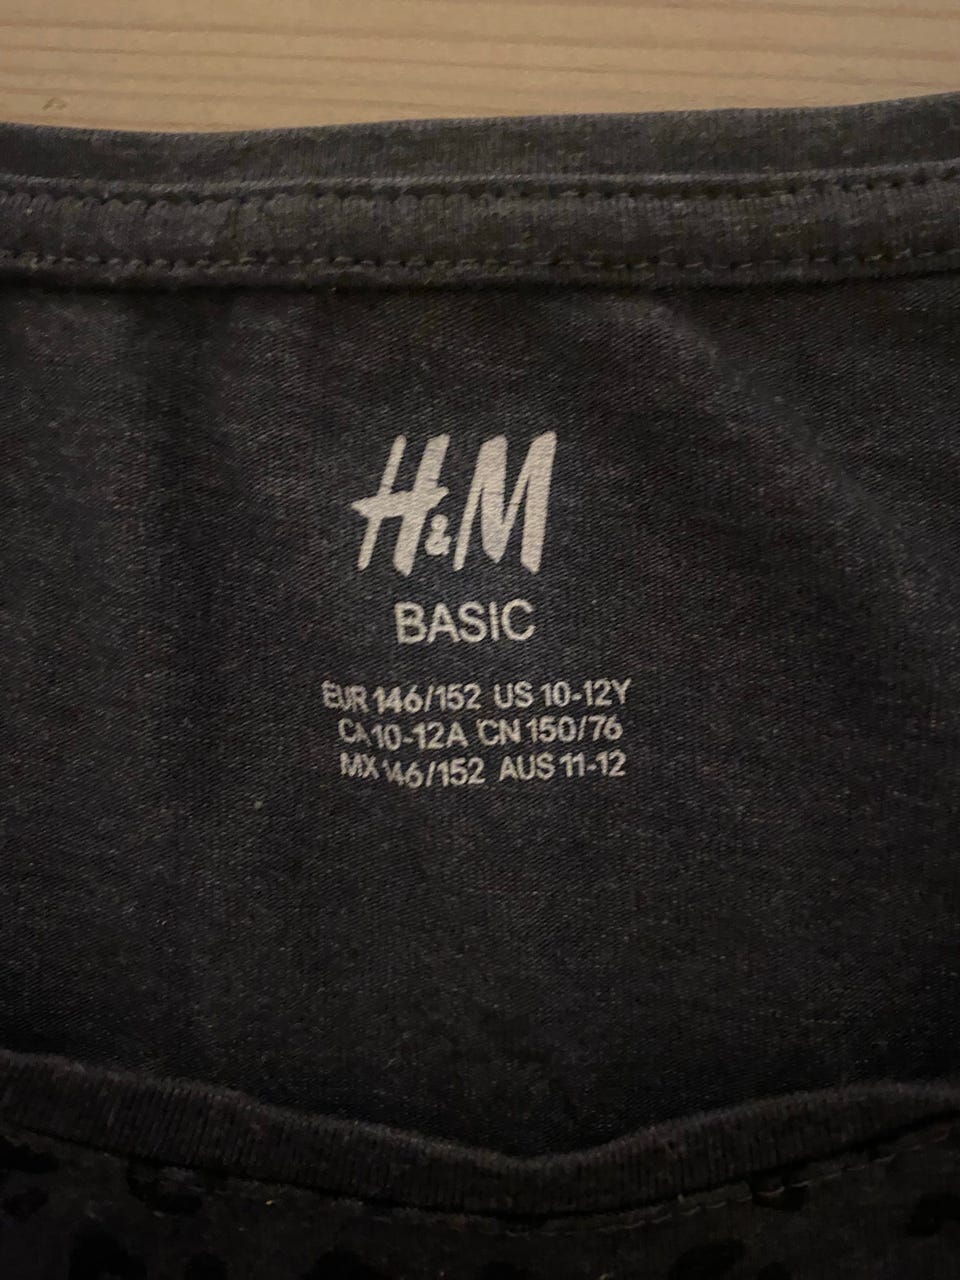 H&M
BASIC
EUR 146/152 US 10-12Y
CA 10-12A CN 150/76
MX 146/152 AUS 11-12